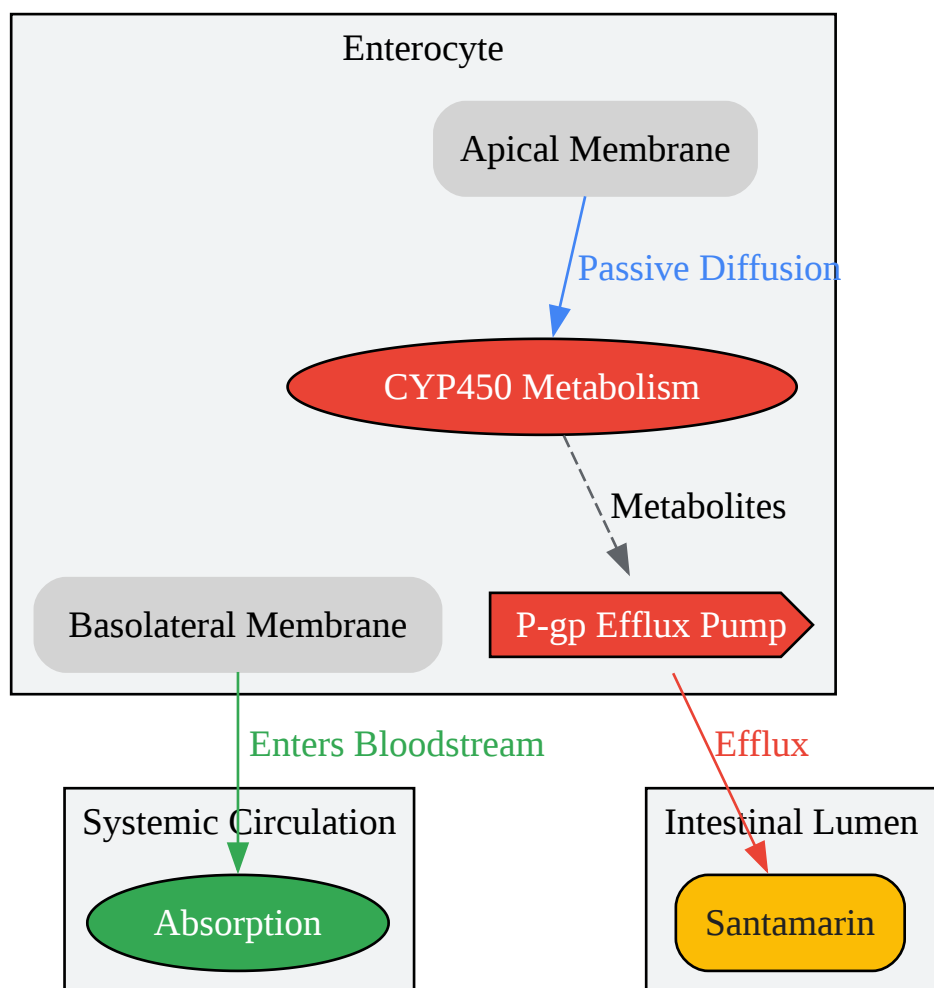 Enterocyte
Apical Membrane
Passive Diffusion
CYP450 Metabolism
Metabolites
Basolateral Membrane
P-gp Efflux Pump
Enters Bloodstream
Efflux
Systemic Circulation
Intestinal Lumen
Absorption
Santamarin